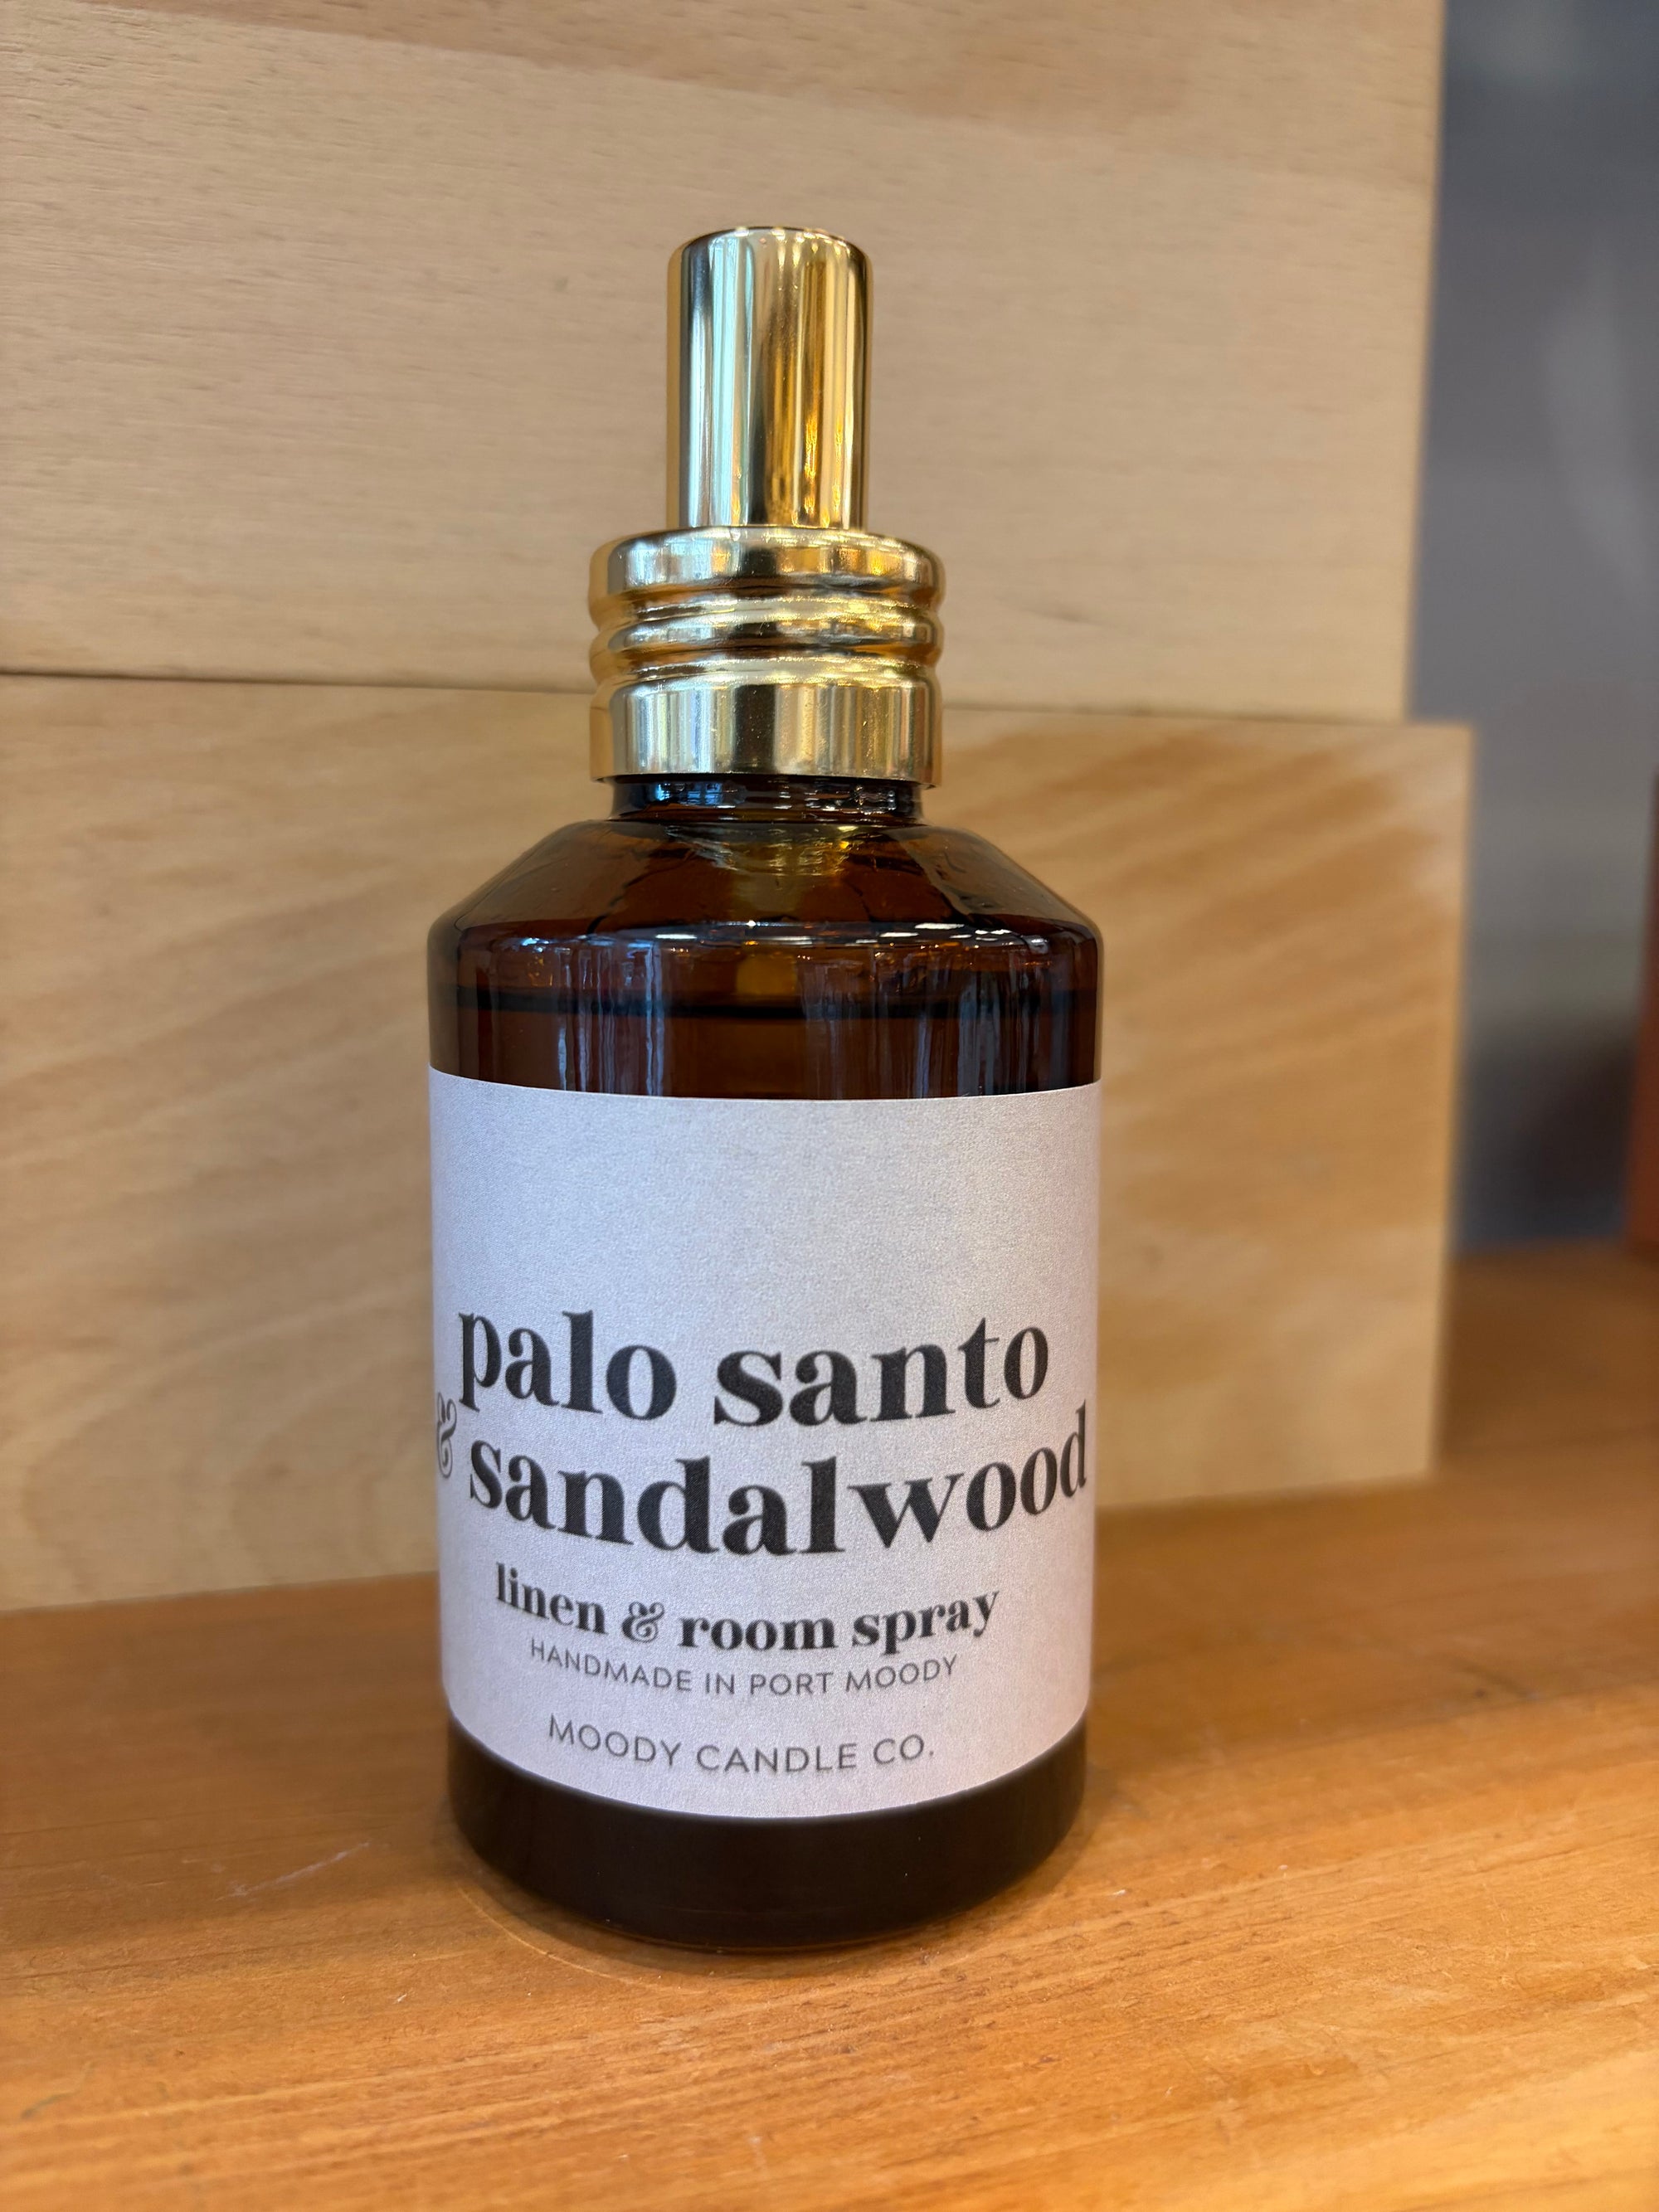 palo santo
& sandalwood
linen & room spray
HANDMADE IN PORT MOODY
MOODY CANDLE CO.